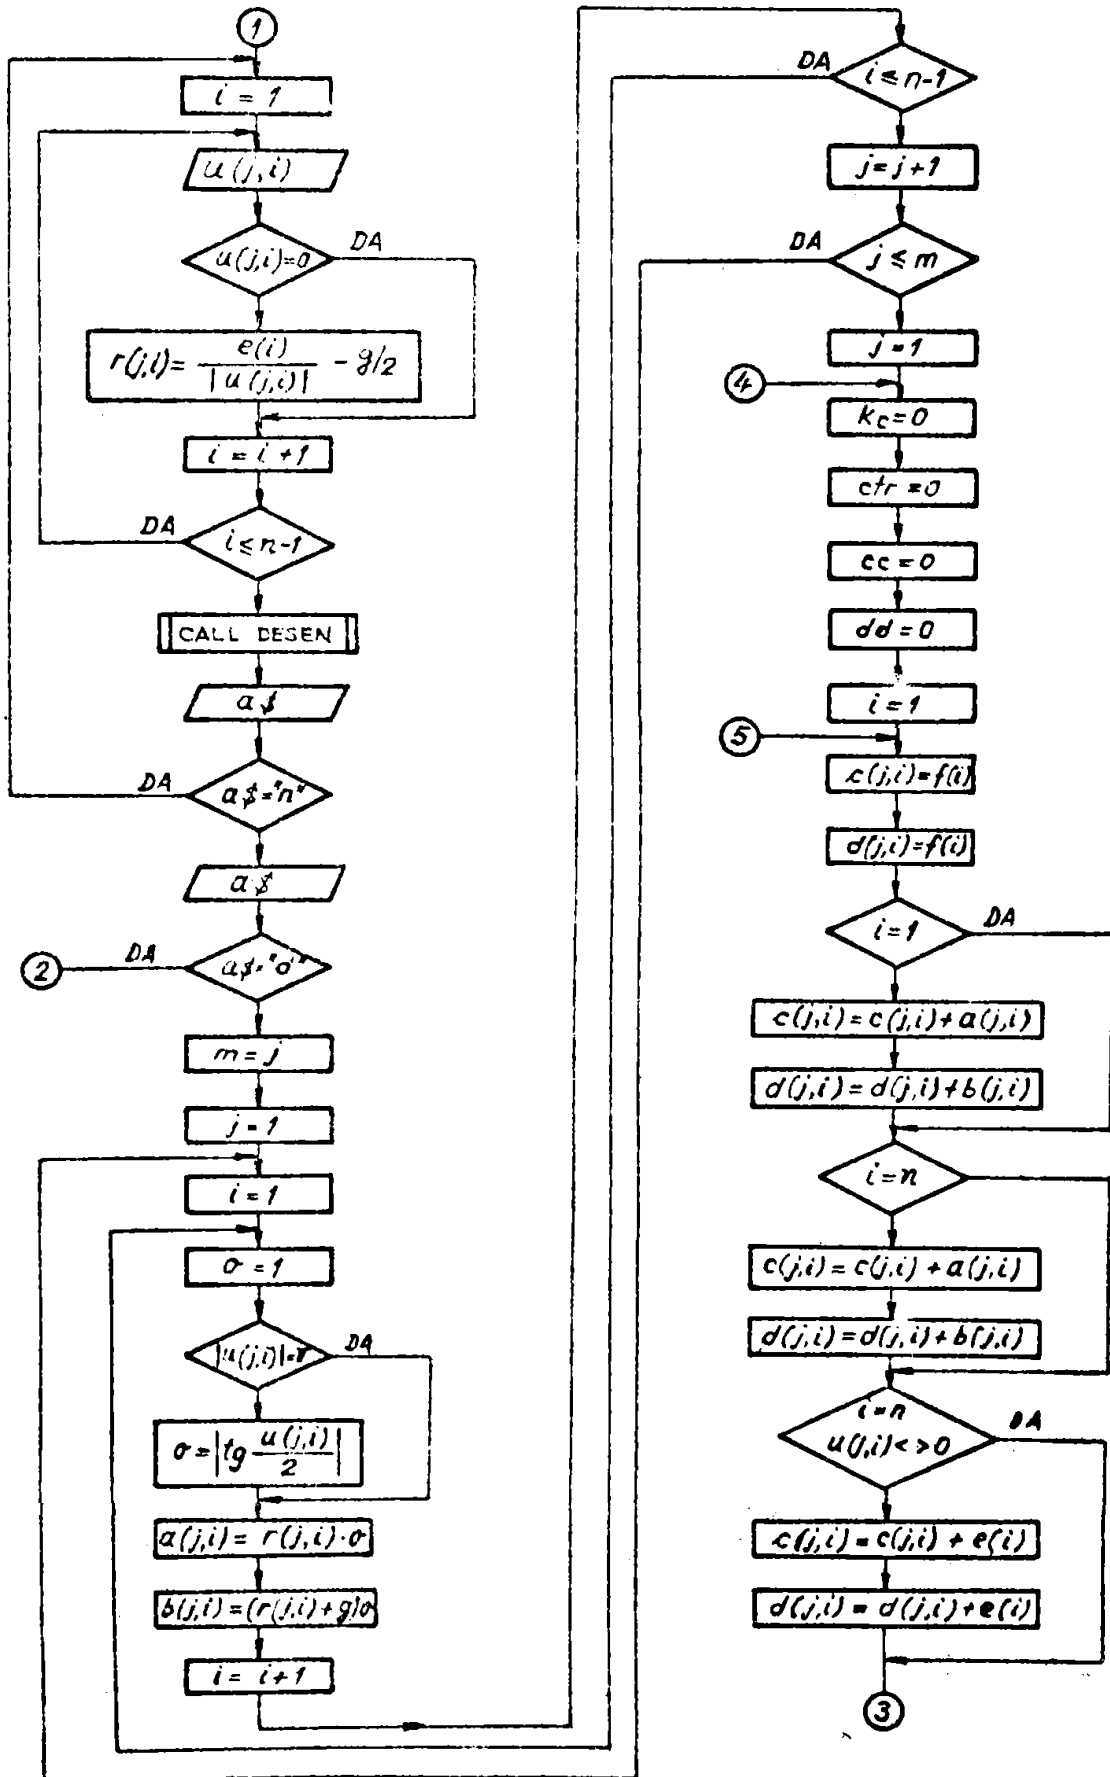 1
i = 1
u(j,i)
u(j,i)=0
DA
r(j,i)= e(i) / |u(j,i)| - g/2
i = i+1
i ≤ n-1
DA
CALL DESEN
a$
a$="n"
DA
a$
a$="d"
DA
2
m = j
j = 1
i = 1
σ = 1
|u(j,i)|=π
DA
σ = |tg u(j,i) / 2|
a(j,i)= r(j,i)·σ
b(j,i)=(r(j,i)+g)σ
i = i+1
DA
i ≤ n-1
j=j+1
DA
j ≤ m
j=1
4
kc=0
ctr=0
cc=0
dd=0
i=1
5
c(j,i)=f(i)
d(j,i)=f(i)
i=1
DA
c(j,i)=c(j,i)+a(j,i)
d(j,i)=d(j,i)+b(j,i)
i=n
c(j,i)=c(j,i)+a(j,i)
d(j,i)=d(j,i)+b(j,i)
i=n
u(j,i)<>0
DA
c(j,i)=c(j,i)+e(i)
d(j,i)=d(j,i)+e(i)
3